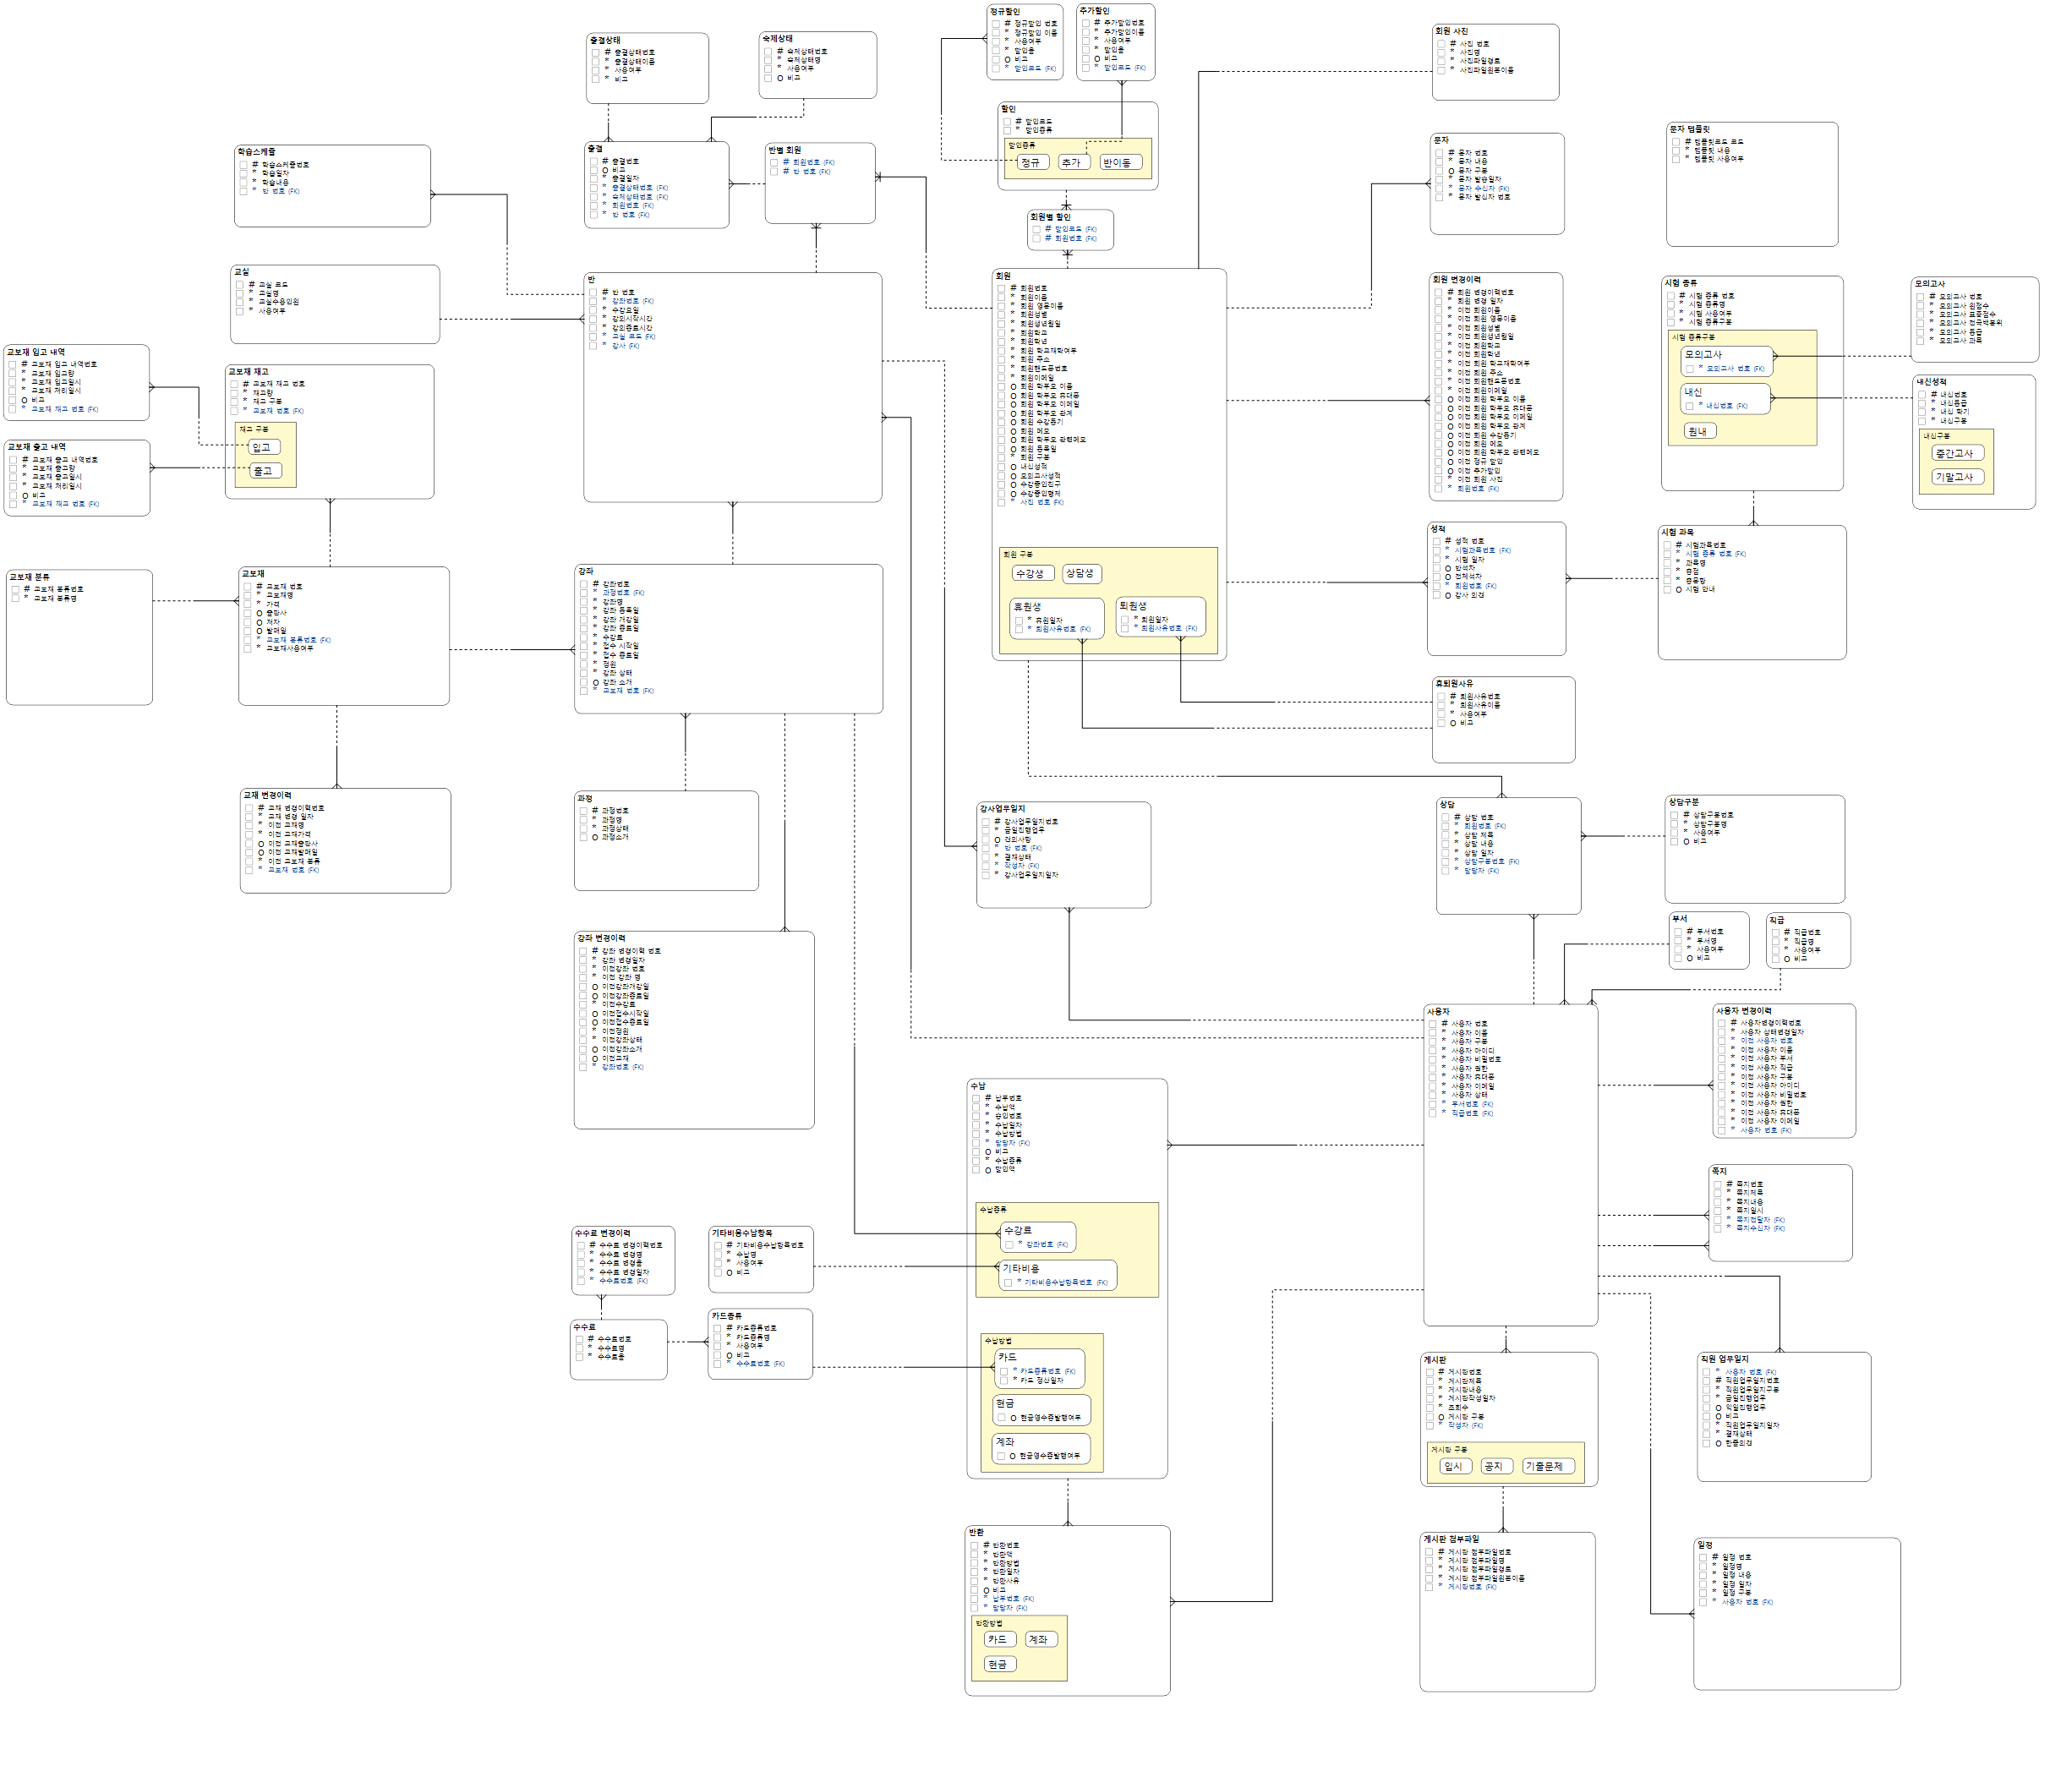 정규할인
# 정규할인 번호
* 정규할인 이름
* 사용여부
* 할인율
O 비고
* 할인코드 (FK)
추가할인
# 추가할인번호
* 추가할인이름
* 사용여부
* 할인율
O 비고
* 할인코드 (FK)
회원 사진
# 사진 번호
* 사진명
* 사진파일경로
* 사진파일원본이름
출결상태
# 출결상태번호
* 출결상태이름
* 사용여부
* 비고
숙제상태
# 숙제상태번호
* 숙제상태명
* 사용여부
O 비고
할인
# 할인코드
* 할인종류
할인종류
정규
추가
반이동
문자 템플릿
# 템플릿코드 코드
* 템플릿 내용
* 템플릿 사용여부
문자
# 문자 번호
* 문자 내용
O 문자 구분
* 문자 발송일자
* 문자 수신자 (FK)
* 문자 발신자 번호
학습스케줄
# 학습스케줄번호
* 학습일자
* 학습내용
* 반 번호 (FK)
출결
# 출결번호
O 비고
* 출결일자
* 출결상태번호 (FK)
* 숙제상태번호 (FK)
* 회원번호 (FK)
* 반 번호 (FK)
반별 회원
# 회원번호 (FK)
# 반 번호 (FK)
회원별 할인
# 할인코드 (FK)
# 회원번호 (FK)
교실
# 교실 코드
* 교실명
* 교실수용인원
* 사용여부
반
# 반 번호
* 강좌번호 (FK)
* 수강요일
* 강의시작시간
* 강의종료시간
* 교실 코드 (FK)
* 강사 (FK)
회원
# 회원번호
* 회원이름
* 회원 영문이름
* 회원성별
* 회원생년월일
* 회원학교
* 회원학년
* 회원 학교재학여부
* 회원 주소
* 회원핸드폰번호
* 회원이메일
O 회원 학부모 이름
O 회원 학부모 휴대폰
O 회원 학부모 이메일
O 회원 학부모 관계
O 회원 수강동기
O 회원 메모
O 회원 학부모 관련메모
O 회원 등록일
* 회원 구분
O 내신성적
O 모의고사성적
O 수강중인친구
O 수강중인형제
* 사진 번호 (FK)
회원 구분
수강생
상담생
휴원생
* 휴원일자
* 퇴원사유번호 (FK)
퇴원생
* 퇴원일자
* 퇴원사유번호 (FK)
회원 변경이력
# 회원 변경이력번호
* 회원 변경 일자
* 이전 회원이름
* 이전 회원 영문이름
* 이전 회원성별
* 이전 회원생년월일
* 이전 회원학교
* 이전 회원학년
* 이전 회원 학교재학여부
* 이전 회원 주소
* 이전 회원핸드폰번호
* 이전 회원이메일
O 이전 회원 학부모 이름
O 이전 회원 학부모 휴대폰
O 이전 회원 학부모 이메일
O 이전 회원 학부모 관계
O 이전 회원 수강동기
O 이전 회원 메모
O 이전 회원 학부모 관련메모
O 이전 정규 할인
O 이전 추가할인
* 이전 회원 사진
* 회원번호 (FK)
시험 종류
# 시험 종류 번호
* 시험 종류명
* 시험 사용여부
* 시험 종류구분
시험 종류구분
모의고사
* 모의고사 번호 (FK)
내신
* 내신번호 (FK)
원내
모의고사
# 모의고사 번호
* 모의고사 원점수
* 모의고사 표준점수
* 모의고사 전국백분위
* 모의고사 등급
* 모의고사 과목
내신성적
# 내신번호
* 내신등급
* 내신 학기
* 내신구분
내신구분
중간고사
기말고사
교보재 입고 내역
# 교보재 입고 내역번호
* 교보재 입고량
* 교보재 입고일시
* 교보재 처리일시
O 비고
* 교보재 재고 번호 (FK)
교보재 재고
# 교보재 재고 번호
* 재고량
* 재고 구분
* 교보재 번호 (FK)
재고 구분
입고
출고
교보재 출고 내역
# 교보재 출고 내역번호
* 교보재 출고량
* 교보재 출고일시
* 교보재 처리일시
O 비고
* 교보재 재고 번호 (FK)
성적
# 성적 번호
* 시험과목번호 (FK)
* 시험 일자
O 반석차
O 전체석차
* 회원번호 (FK)
O 강사 의견
시험 과목
# 시험과목번호
* 시험 종류 번호 (FK)
* 과목명
* 총점
* 총문항
O 시험 안내
교보재 분류
# 교보재 분류번호
* 교보재 분류명
교보재
# 교보재 번호
* 교보재명
* 가격
O 출판사
O 저자
O 발매일
* 교보재 분류번호 (FK)
* 교보재사용여부
강좌
# 강좌번호
* 과정번호 (FK)
* 강좌명
* 강좌 등록일
* 강좌 개강일
* 강좌 종료일
* 수강료
* 접수 시작일
* 접수 종료일
* 정원
* 강좌 상태
O 강좌 소개
* 교보재 번호 (FK)
휴퇴원사유
# 퇴원사유번호
* 퇴원사유이름
* 사용여부
O 비고
교재 변경이력
# 교재 변경이력번호
* 교재 변경 일자
* 이전 교재명
* 이전 교재가격
O 이전 교재출판사
O 이전 교재발매일
* 이전 교보재 분류
* 교보재 번호 (FK)
과정
# 과정번호
* 과정명
* 과정상태
O 과정소개
강사업무일지
# 강사업무일지번호
* 금일진행업무
O 건의사항
* 반 번호 (FK)
* 결재상태
* 작성자 (FK)
* 강사업무일지일자
상담
# 상담 번호
* 회원번호 (FK)
* 상담 제목
* 상담 내용
* 상담 일자
* 상담구분번호 (FK)
* 담당자 (FK)
상담구분
# 상담구분번호
* 상담구분명
* 사용여부
O 비고
부서
# 부서번호
* 부서명
* 사용여부
O 비고
직급
# 직급번호
* 직급명
* 사용여부
O 비고
강좌 변경이력
# 강좌 변경이력 번호
* 강좌 변경일자
* 이전강좌 번호
* 이전 강좌 명
O 이전강좌개강일
O 이전강좌종료일
* 이전수강료
O 이전접수시작일
O 이전접수종료일
* 이전정원
* 이전강좌상태
O 이전강좌소개
O 이전교재
* 강좌번호 (FK)
사용자
# 사용자 번호
* 사용자 이름
* 사용자 구분
* 사용자 아이디
* 사용자 비밀번호
* 사용자 권한
* 사용자 휴대폰
* 사용자 이메일
* 사용자 상태
* 부서번호 (FK)
* 직급번호 (FK)
사용자 변경이력
# 사용자변경이력번호
* 사용자 상태변경일자
* 이전 사용자 번호
* 이전 사용자 이름
* 이전 사용자 부서
* 이전 사용자 직급
* 이전 사용자 구분
* 이전 사용자 아이디
* 이전 사용자 비밀번호
* 이전 사용자 권한
* 이전 사용자 휴대폰
* 이전 사용자 이메일
* 사용자 번호 (FK)
수납
# 납부번호
* 수납액
* 승인번호
* 수납일자
* 수납방법
* 담당자 (FK)
O 비고
* 수납종류
O 할인액
수납종류
수강료
* 강좌번호 (FK)
기타비용
* 기타비용수납항목번호 (FK)
수납방법
카드
* 카드종류번호 (FK)
* 카드 정산일자
현금
O 현금영수증발행여부
계좌
O 현금영수증발행여부
쪽지
# 쪽지번호
* 쪽지제목
* 쪽지내용
* 쪽지일시
* 쪽지전달자 (FK)
* 쪽지수신자 (FK)
수수료 변경이력
# 수수료 변경이력번호
* 수수료 변경명
* 수수료 변경율
* 수수료 변경일자
* 수수료번호 (FK)
기타비용수납항목
# 기타비용수납항목번호
* 수납명
* 사용여부
O 비고
수수료
# 수수료번호
* 수수료명
* 수수료율
카드종류
# 카드종류번호
* 카드종류명
* 사용여부
O 비고
* 수수료번호 (FK)
게시판
# 게시판번호
* 게시판제목
* 게시판내용
* 게시판작성일자
* 조회수
O 게시판 구분
* 작성자 (FK)
게시판 구분
입시
공지
기출문제
직원 업무일지
* 사용자 번호 (FK)
# 직원업무일지번호
* 직원업무일지구분
* 금일진행업무
O 익일진행업무
O 비고
* 직원업무일지일자
* 결재상태
O 한줄의견
반환
# 반환번호
* 반환액
* 반환방법
* 반환일자
* 반환사유
O 비고
* 납부번호 (FK)
* 담당자 (FK)
반환방법
카드
계좌
현금
게시판 첨부파일
# 게시판 첨부파일번호
* 게시판 첨부파일명
* 게시판 첨부파일경로
* 게시판 첨부파일원본이름
* 게시판번호 (FK)
일정
# 일정 번호
* 일정명
* 일정 내용
* 일정 일자
* 일정 구분
* 사용자 번호 (FK)